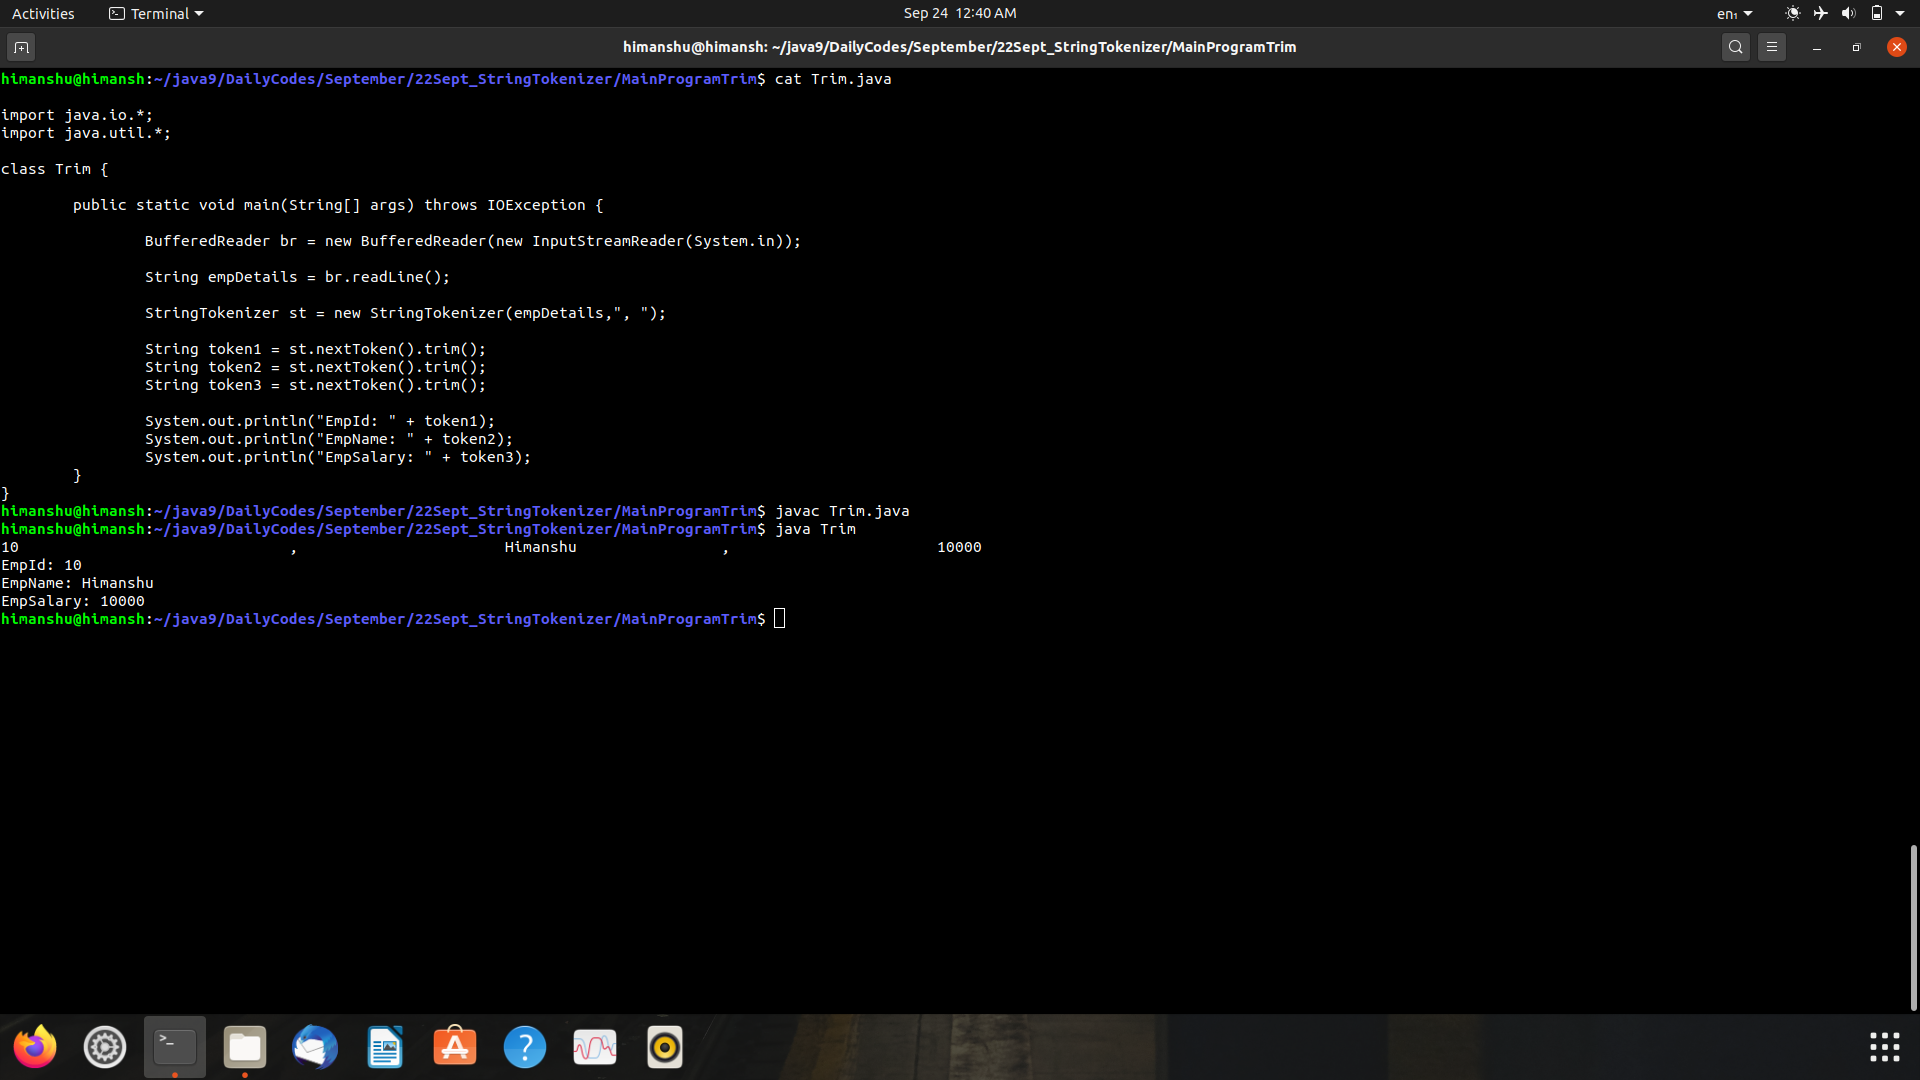 Activities Terminal Sep 24 12:40 AM en₁
himanshu@himansh: ~/java9/DailyCodes/September/22Sept_StringTokenizer/MainProgramTrim
himanshu@himansh:~/java9/DailyCodes/September/22Sept_StringTokenizer/MainProgramTrim$ cat Trim.java
import java.io.*;
import java.util.*;
class Trim {
public static void main(String[] args) throws IOException {
BufferedReader br = new BufferedReader(new InputStreamReader(System.in));
String empDetails = br.readLine();
StringTokenizer st = new StringTokenizer(empDetails,", ");
String token1 = st.nextToken().trim();
String token2 = st.nextToken().trim();
String token3 = st.nextToken().trim();
System.out.println("EmpId: " + token1);
System.out.println("EmpName: " + token2);
System.out.println("EmpSalary: " + token3);
}
}
himanshu@himansh:~/java9/DailyCodes/September/22Sept_StringTokenizer/MainProgramTrim$ javac Trim.java
himanshu@himansh:~/java9/DailyCodes/September/22Sept_StringTokenizer/MainProgramTrim$ java Trim
10 , Himanshu , 10000
EmpId: 10
EmpName: Himanshu
EmpSalary: 10000
himanshu@himansh:~/java9/DailyCodes/September/22Sept_StringTokenizer/MainProgramTrim$